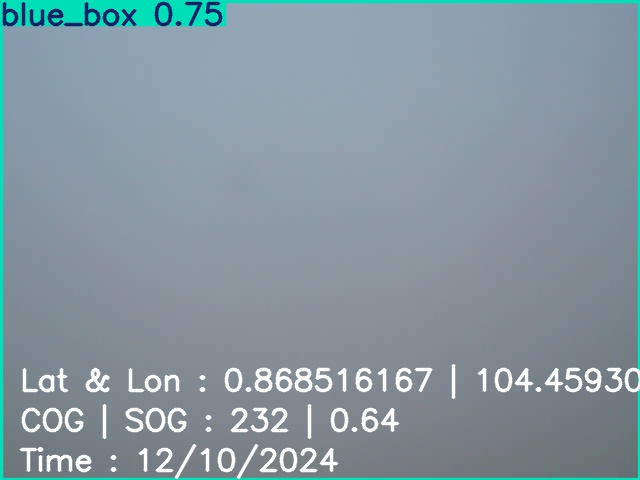 blue_box 0.75
Lat & Lon : 0.868516167 | 104.45930
COG | SOG : 232 | 0.64
Time : 12/10/2024